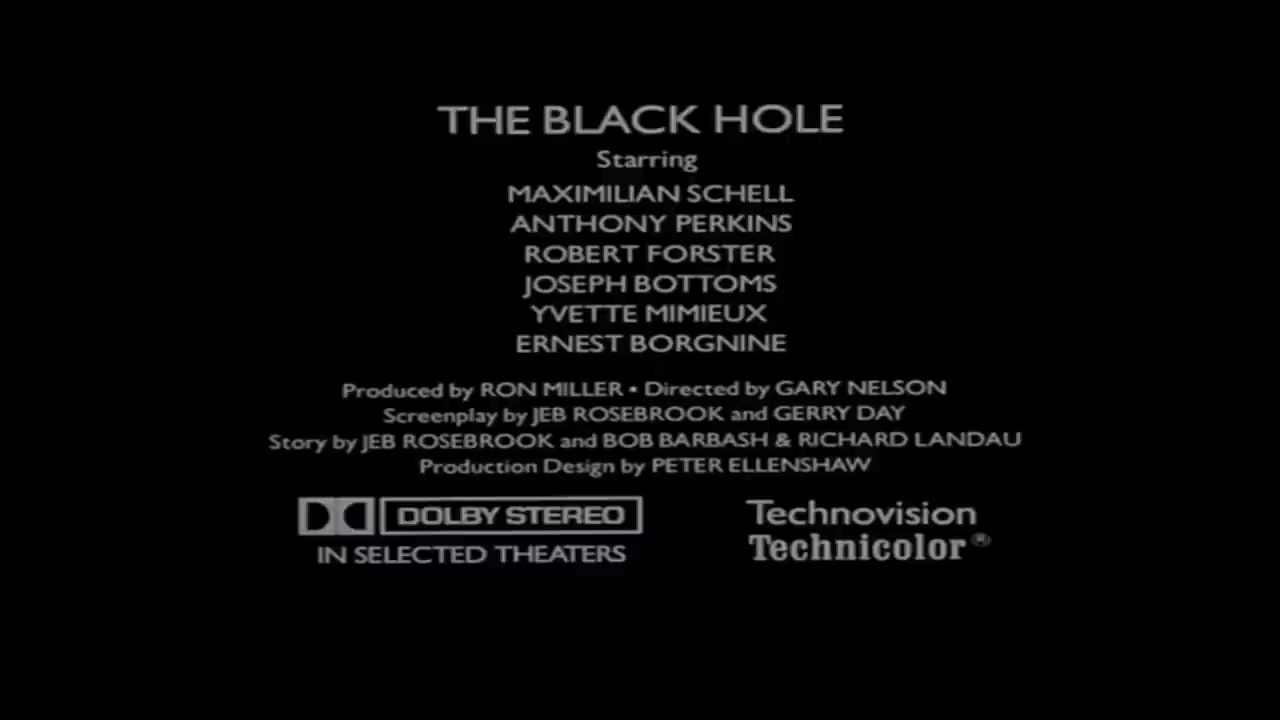 THE BLACK HOLE
Starring
MAXIMILIAN SCHELL
ANTHONY PERKINS
ROBERT FORSTER
JOSEPH BOTTOMS
YVETTE MIMIEUX
ERNEST BORGNINE
Produced by RON MILLER • Directed by GARY NELSON
Screenplay by JEB ROSEBROOK and GERRY DAY
Story by JEB ROSEBROOK and BOB BARBASH & RICHARD LANDAU
Production Design by PETER ELLENSHAW
DOLBY STEREO
IN SELECTED THEATERS
Technovision
Technicolor®